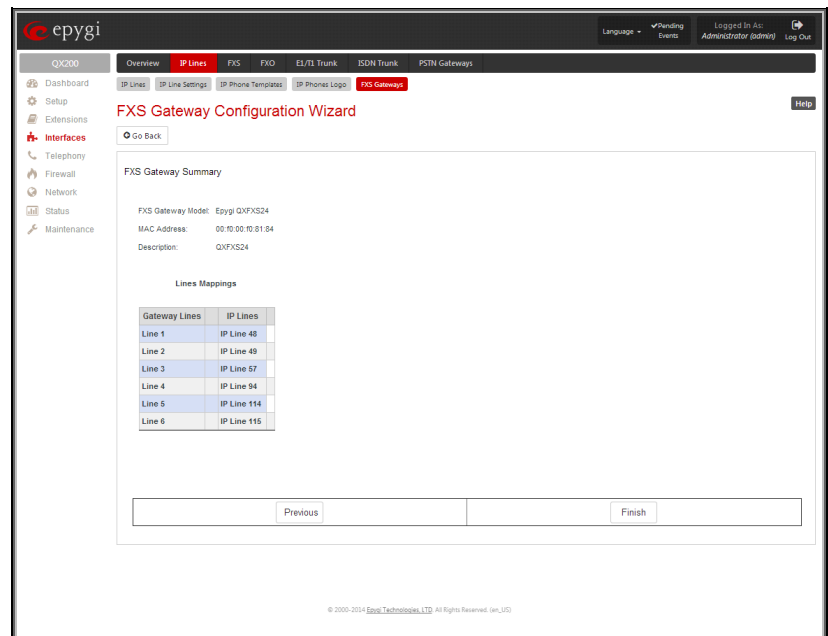 epygi
Language
Pending Events
Logged In As:
Administrator (admin)
Log Out
QX200
Dashboard
Setup
Extensions
Interfaces
Telephony
Firewall
Network
Status
Maintenance
Overview IP Lines FXS FXO E1/T1 Trunk ISDN Trunk PSTN Gateways
IP Lines IP Line Settings IP Phone Templates IP Phones Logo FXS Gateways
FXS Gateway Configuration Wizard
Help
Go Back
FXS Gateway Summary
FXS Gateway Model: Epygi QXFXS24
MAC Address: 00:f0:00:f0:81:84
Description: QXFXS24
Lines Mappings
Gateway Lines IP Lines
Line 1 IP Line 48
Line 2 IP Line 49
Line 3 IP Line 57
Line 4 IP Line 94
Line 5 IP Line 114
Line 6 IP Line 115
Previous Finish
© 2000-2014 Epygi Technologies, LTD. All Rights Reserved. (en_US)